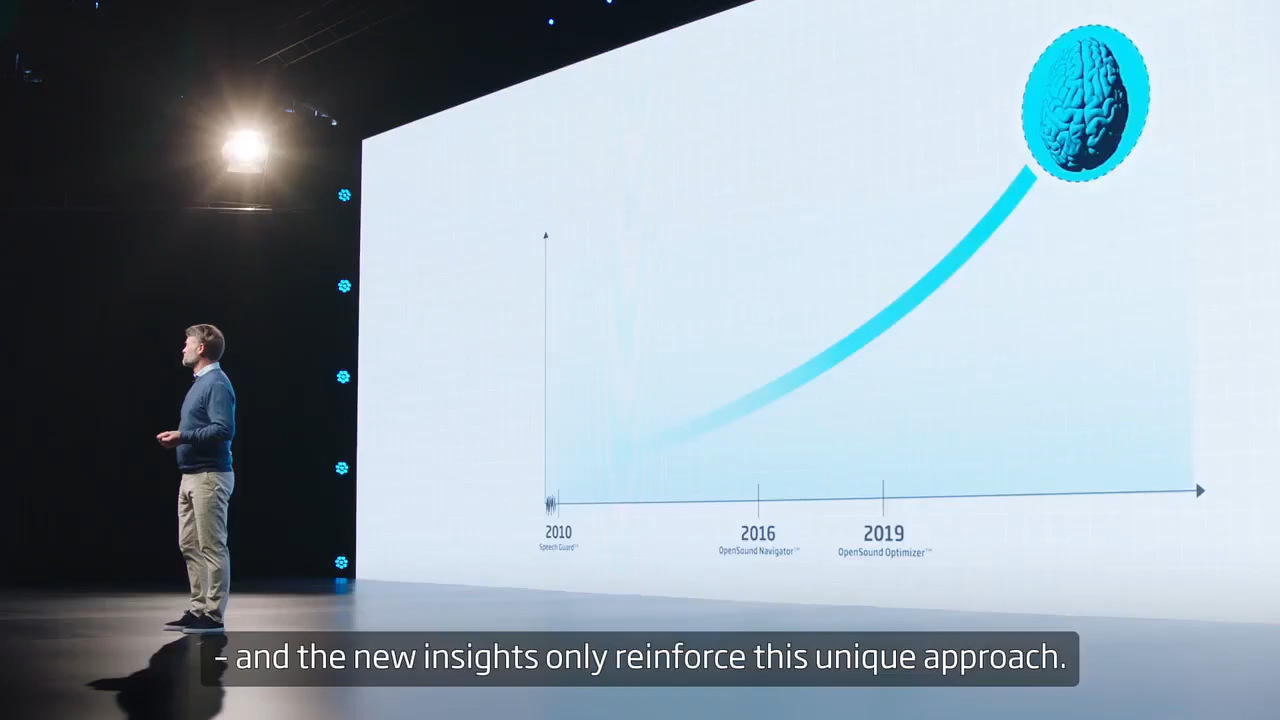 2010
Speech Guard™
2016
OpenSound Navigator™
2019
OpenSound Optimizer™
– and the new insights only reinforce this unique approach.